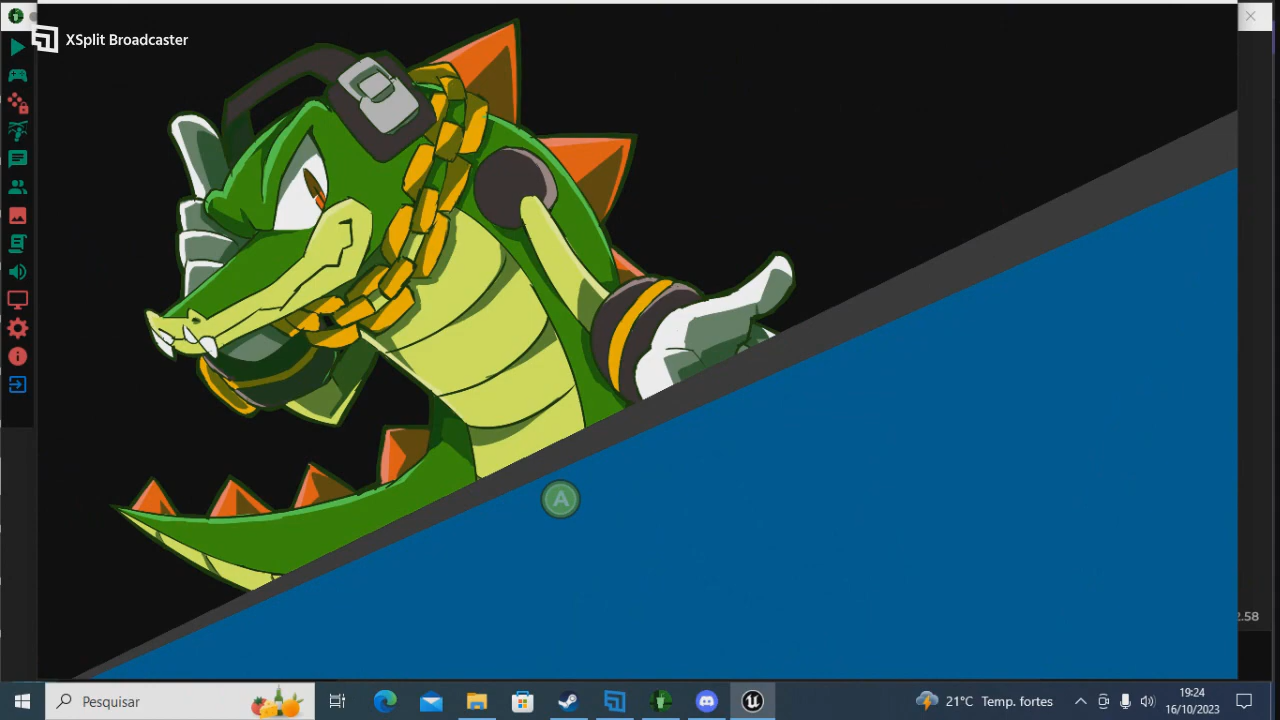 XSplit Broadcaster
A
2.58
Pesquisar
21°C Temp. fortes
19:24
16/10/2023